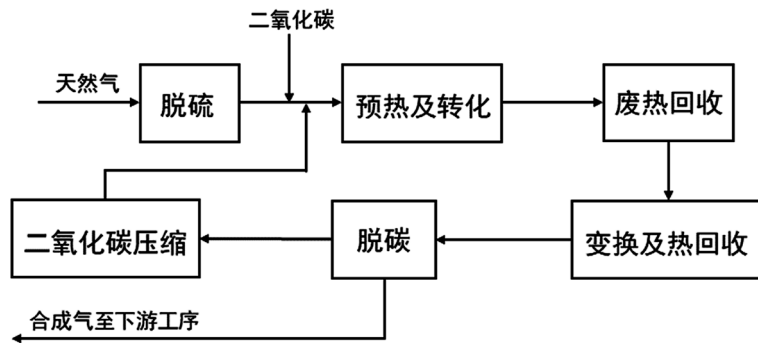 二氧化碳
天然气
脱硫
预热及转化
废热回收
二氧化碳压缩
脱碳
变换及热回收
合成气至下游工序